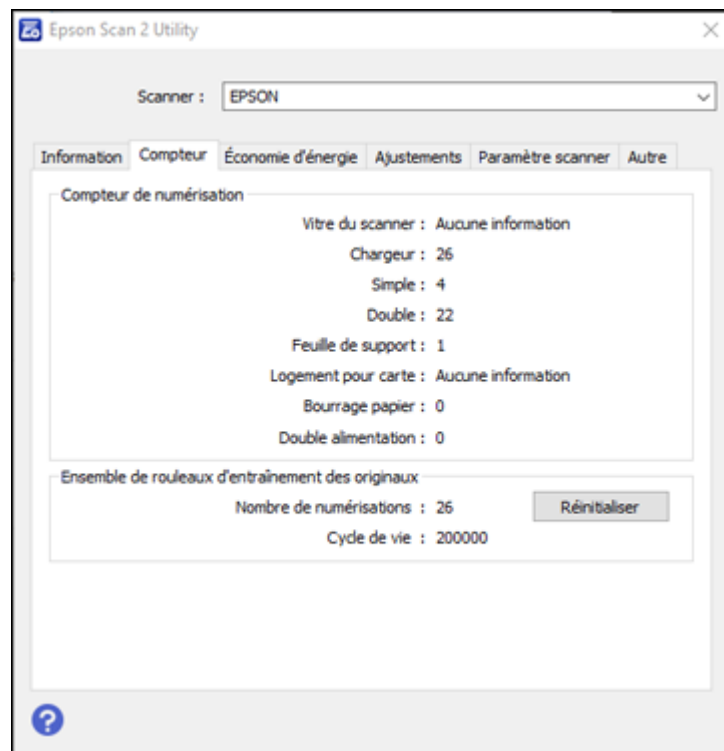 Epson Scan 2 Utility
Scanner : EPSON
Information Compteur Économie d'énergie Ajustements Paramètre scanner Autre
Compteur de numérisation
Vitre du scanner : Aucune information
Chargeur : 26
Simple : 4
Double : 22
Feuille de support : 1
Logement pour carte : Aucune information
Bourrage papier : 0
Double alimentation : 0
Ensemble de rouleaux d'entraînement des originaux
Nombre de numérisations : 26 Réinitialiser
Cycle de vie : 200000
?